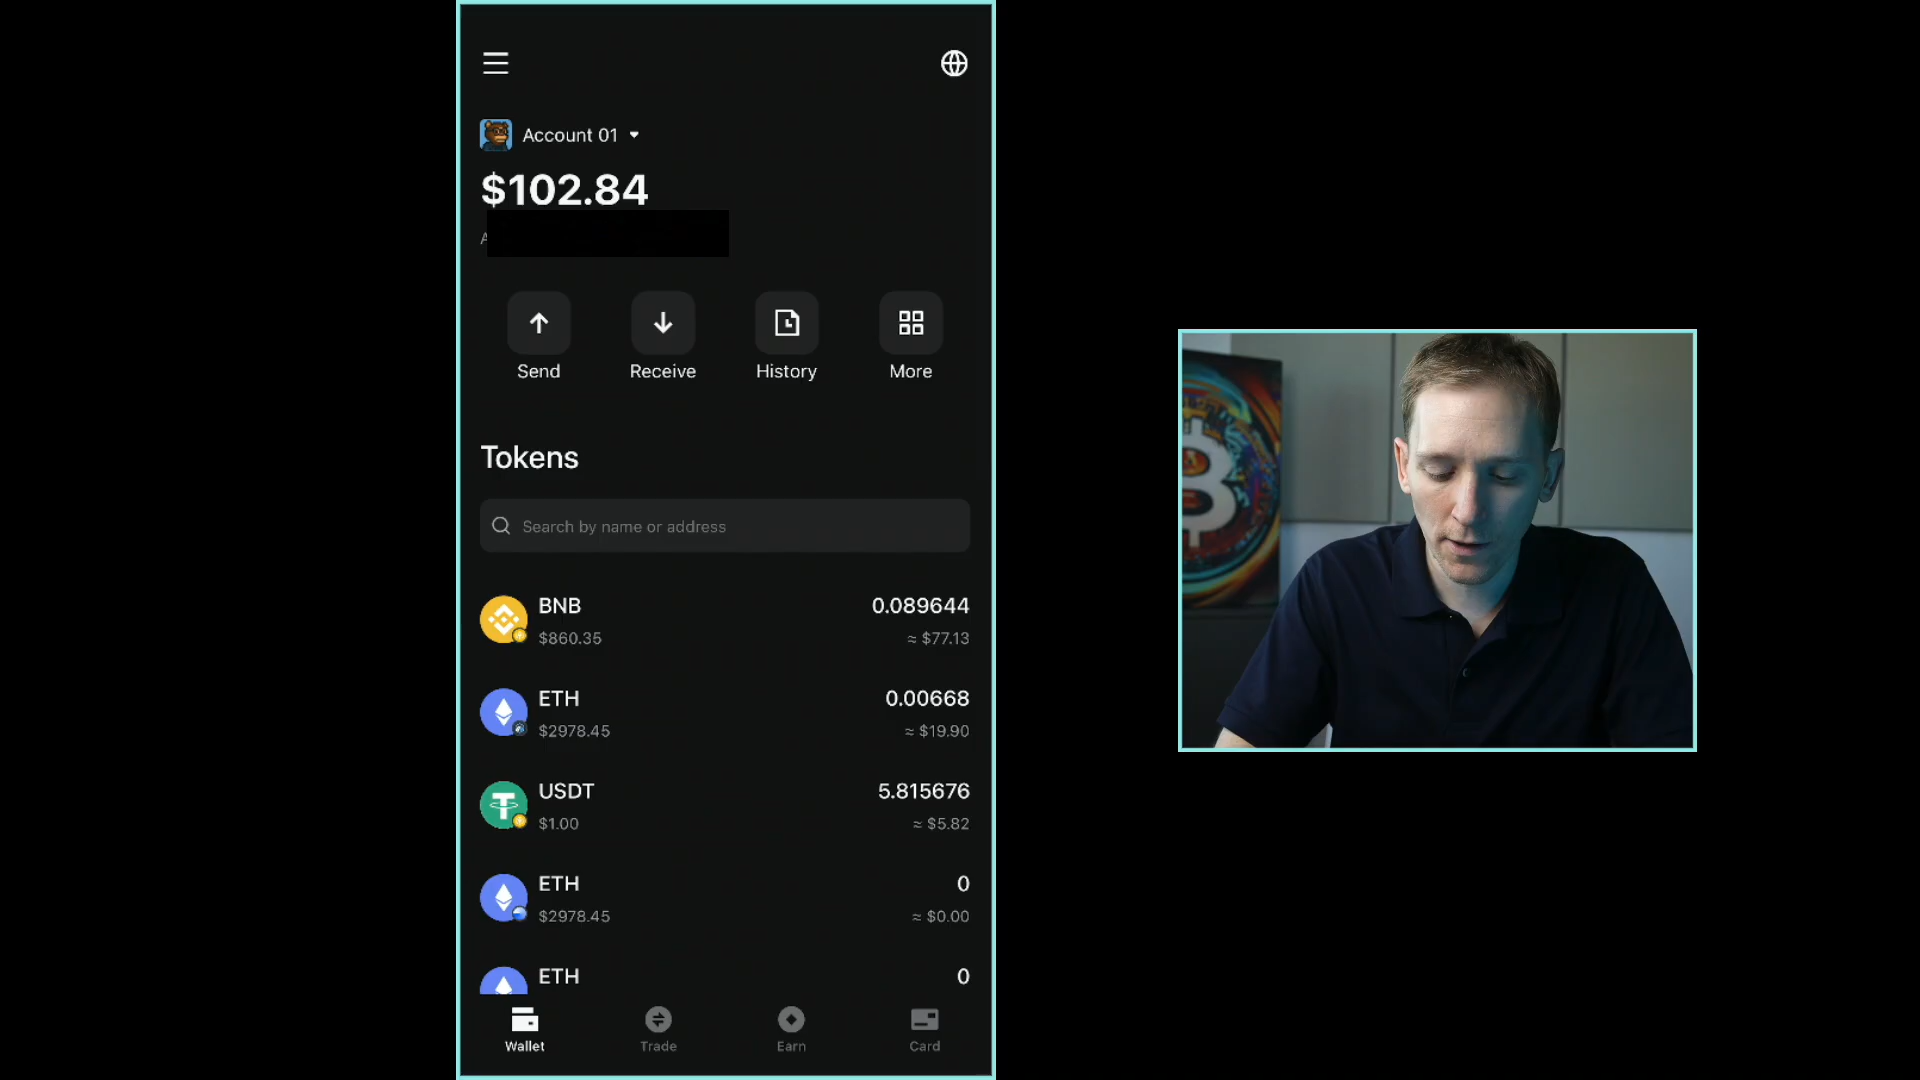 Account 01
$102.84
A
Send
Receive
History
More
Tokens
Search by name or address
BNB
0.089644
$860.35
≈ $77.13
ETH
0.00668
$2978.45
≈ $19.90
USDT
5.815676
$1.00
≈ $5.82
ETH
0
$2978.45
≈ $0.00
ETH
0
Wallet
Trade
Earn
Card